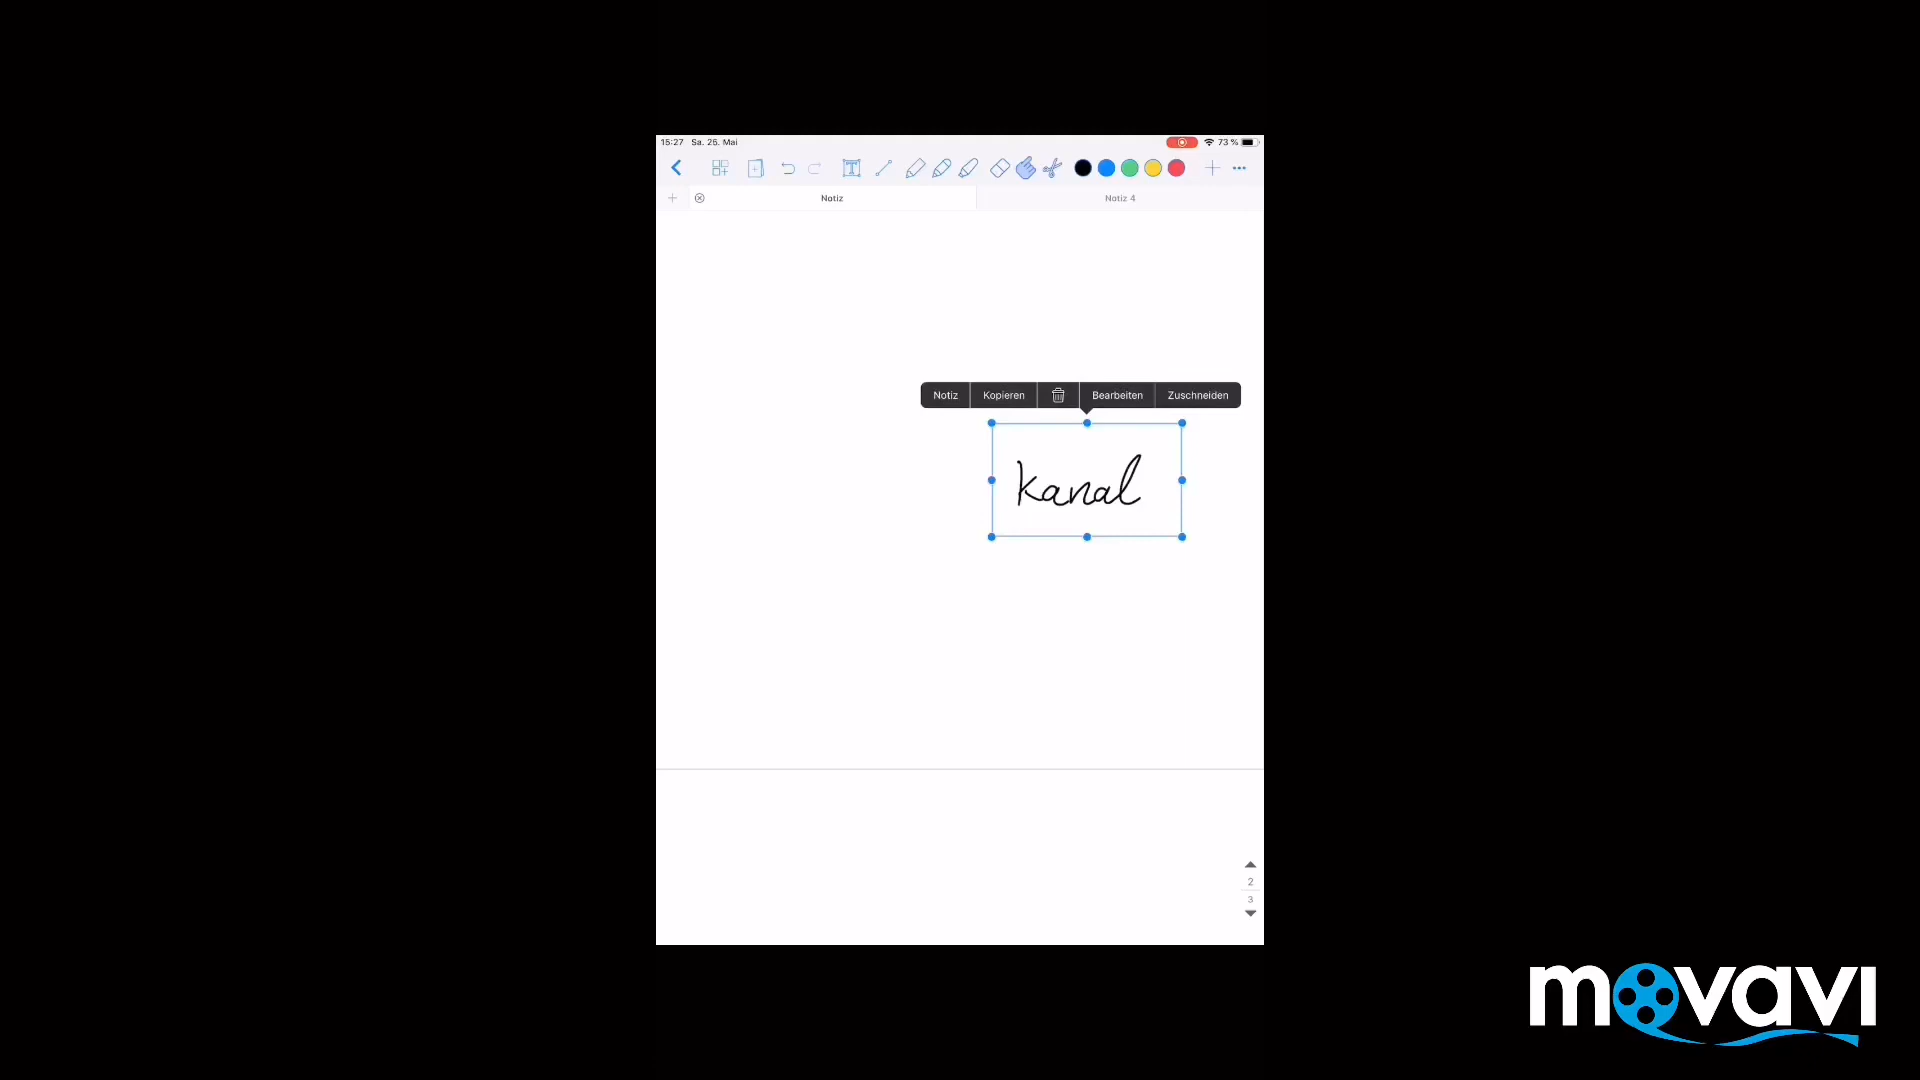 15:27 Sa. 25. Mai 73 %
T
Notiz Notiz 4
Notiz Kopieren Bearbeiten Zuschneiden
kanal
2
3
movavi